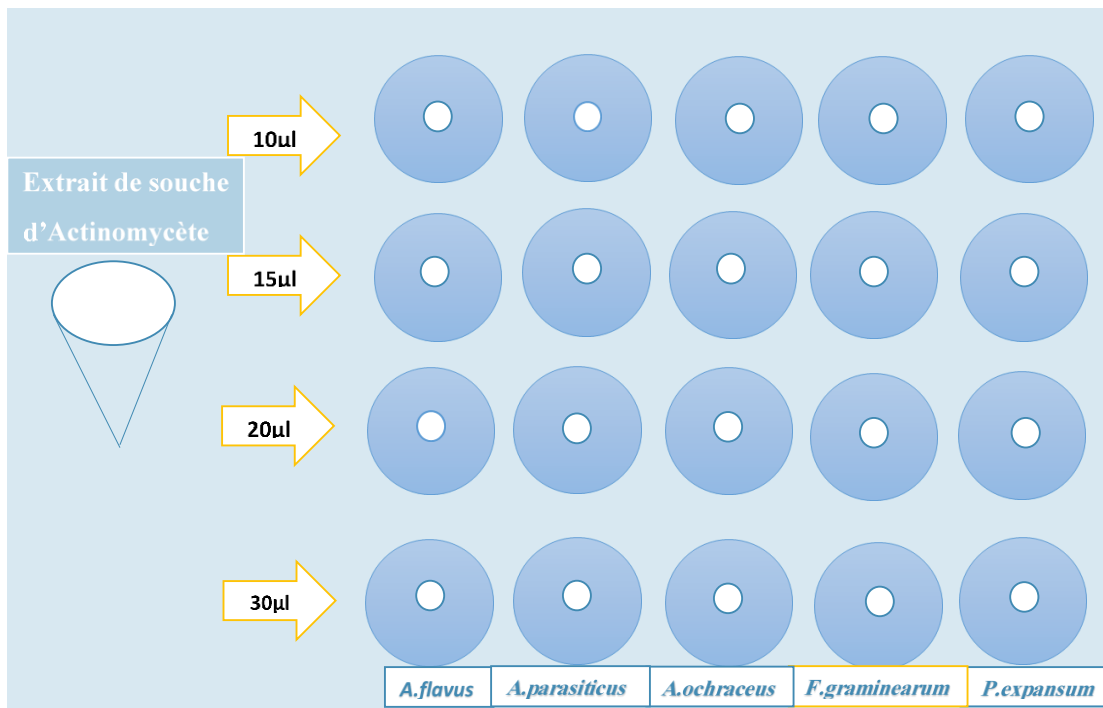 10µl
Extrait de souche
d’Actinomycète
15µl
20µl
30µl
A.flavus A.parasiticus A.ochraceus F.graminearum P.expansum